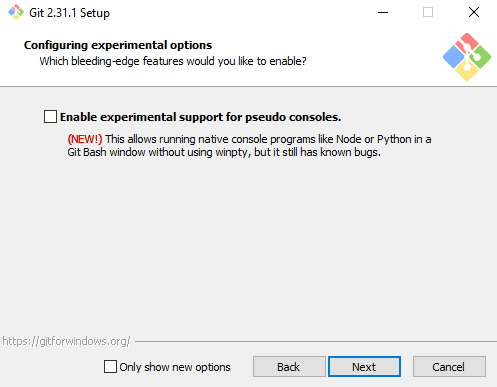 Git 2.31.1 Setup
Configuring experimental options
Which bleeding-edge features would you like to enable?
Enable experimental support for pseudo consoles.
(NEW!) This allows running native console programs like Node or Python in a
Git Bash window without using winpty, but it still has known bugs.
https://gitforwindows.org/
Only show new options
Back
Next
Cancel